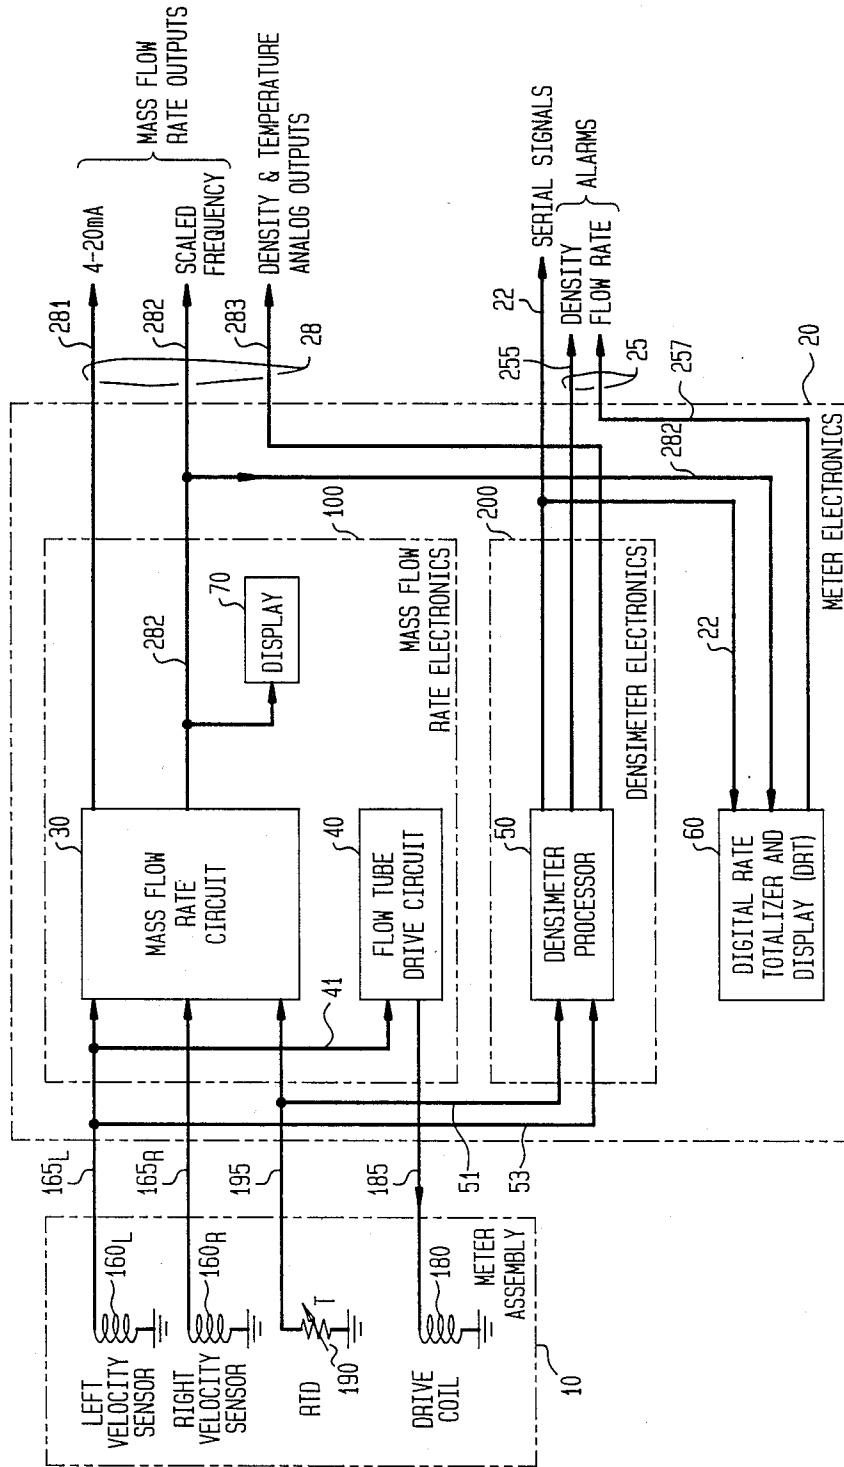 LEFT
VELOCITY
SENSOR
160L
165L
RIGHT
VELOCITY
SENSOR
160R
165R
RTD
T
190
195
DRIVE
COIL
180
185
METER
ASSEMBLY
10
51
53
41
30
MASS FLOW
RATE
CIRCUIT
40
FLOW TUBE
DRIVE CIRCUIT
282
70
DISPLAY
MASS FLOW
RATE ELECTRONICS
100
50
DENSIMETER
PROCESSOR
DENSIMETER ELECTRONICS
200
60
DIGITAL RATE
TOTALIZER AND
DISPLAY (DRT)
22
282
257
METER ELECTRONICS
20
281
4-20mA
282
SCALED
FREQUENCY
MASS FLOW
RATE OUTPUTS
283
DENSITY & TEMPERATURE
ANALOG OUTPUTS
28
22
SERIAL SIGNALS
255
DENSITY
FLOW RATE
ALARMS
25